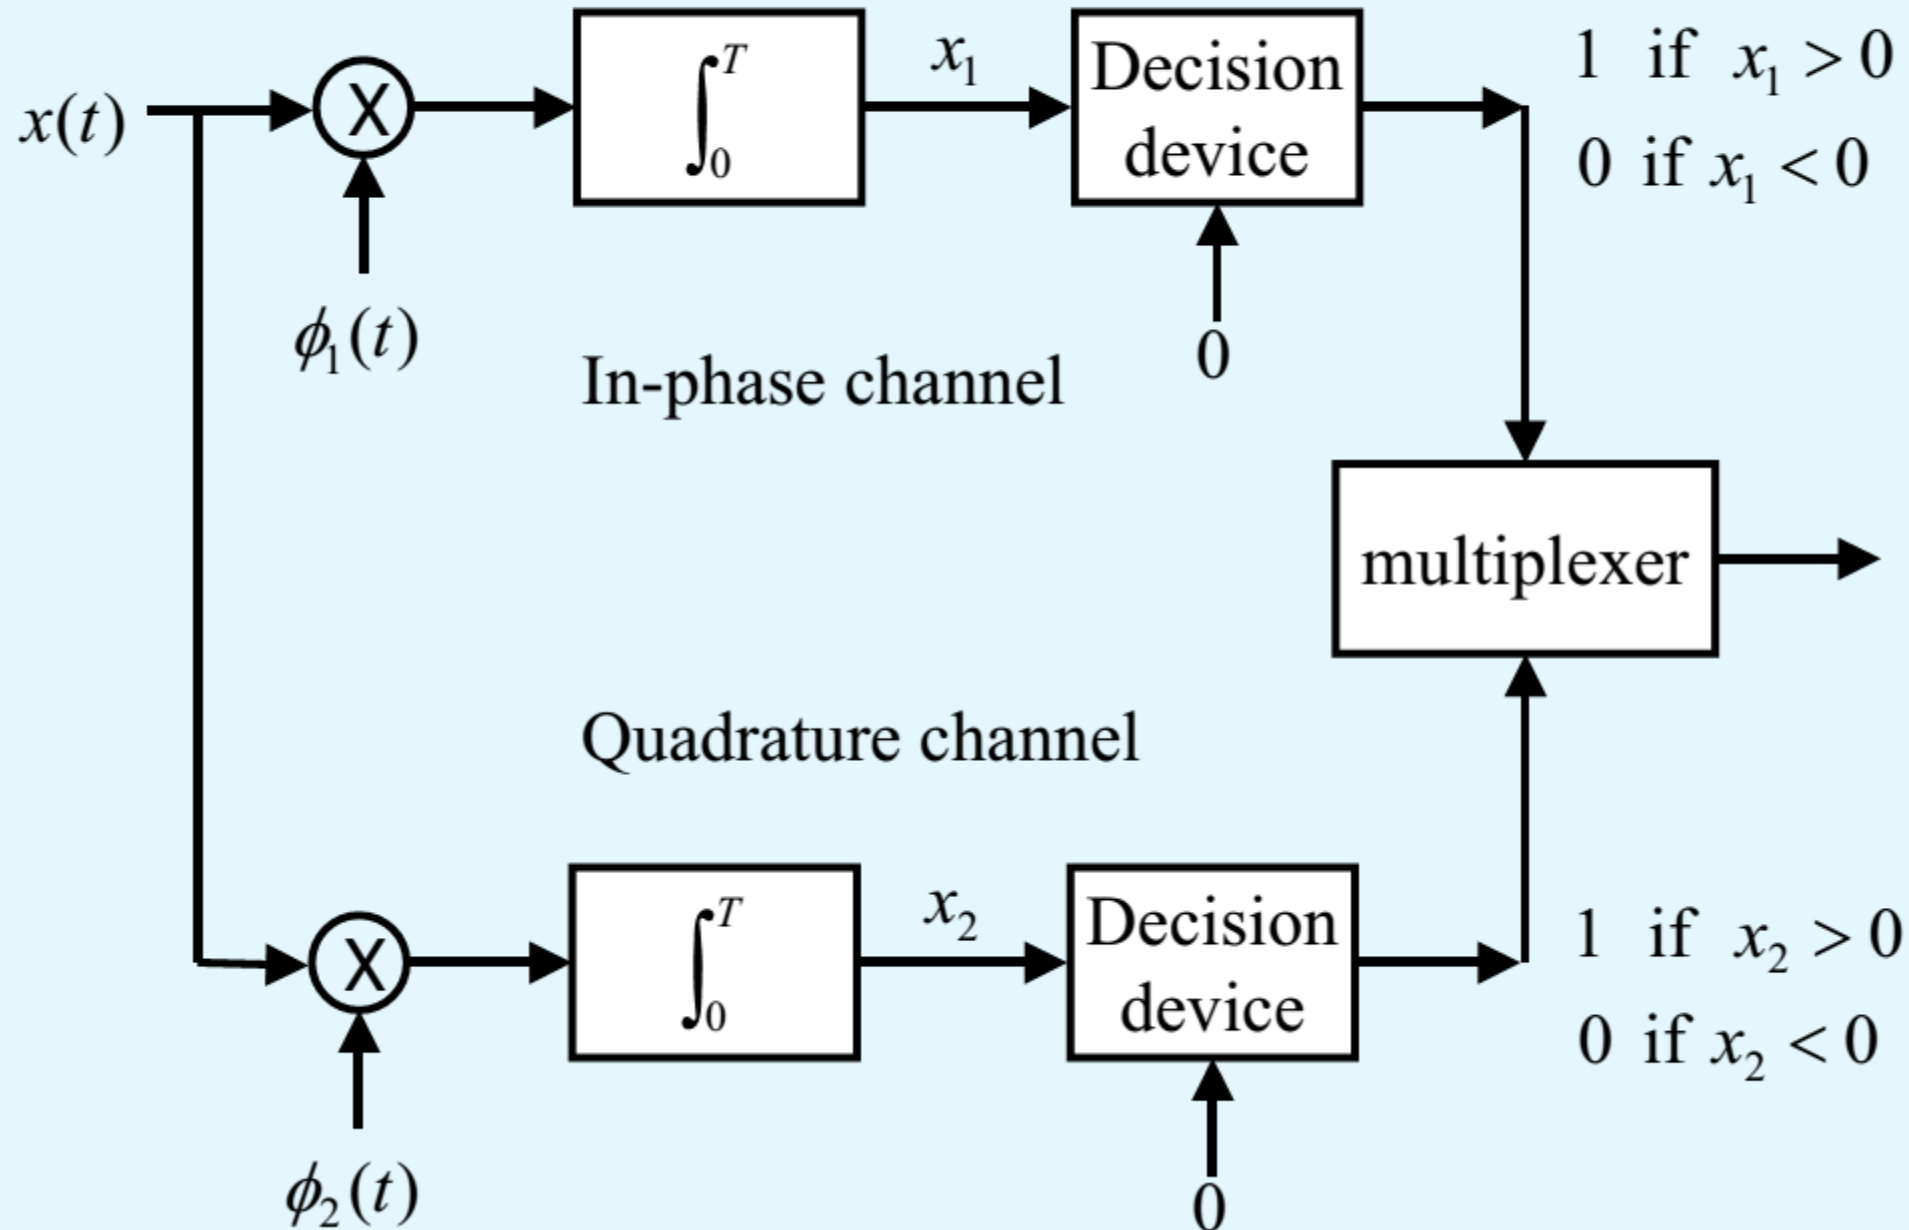 x(t)
X
∫₀ᵀ
x₁
Decision
device
1 if x₁ > 0
0 if x₁ < 0
ϕ₁(t)
0
In-phase channel
multiplexer
Quadrature channel
X
∫₀ᵀ
x₂
Decision
device
1 if x₂ > 0
0 if x₂ < 0
ϕ₂(t)
0